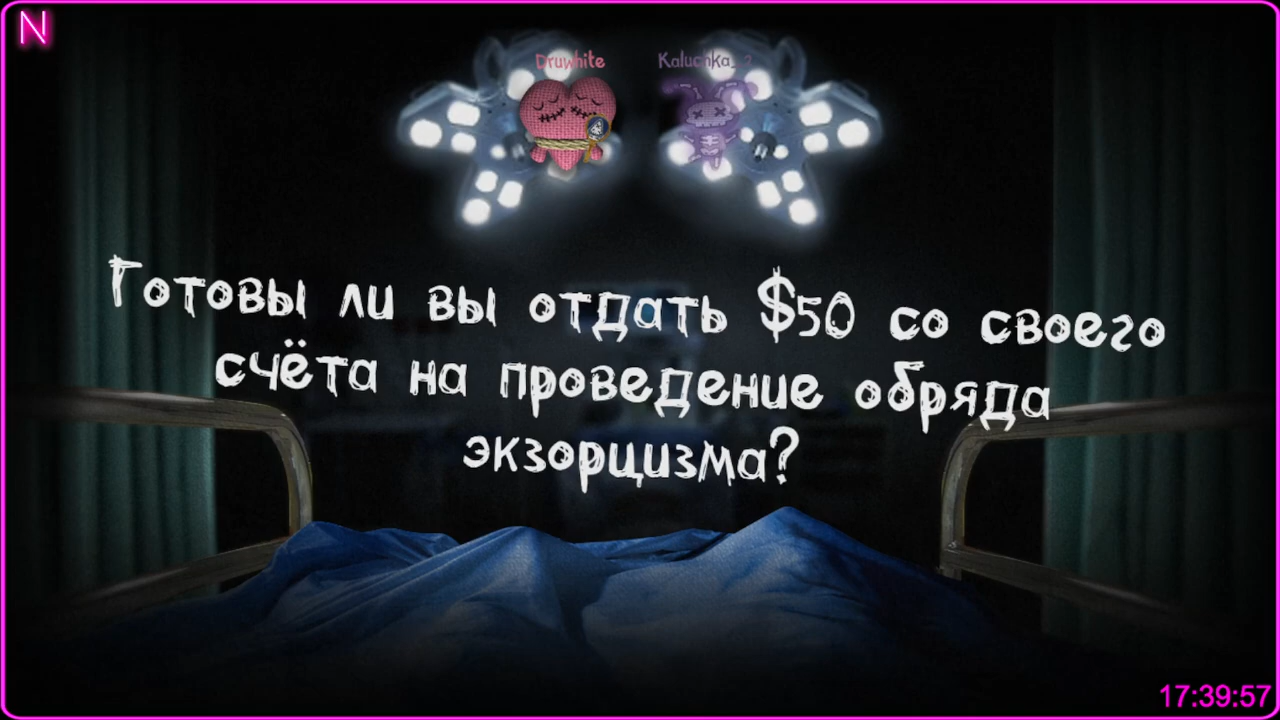 N
Druwhite
Готовы ли вы отдать $50 со своего
счёта на проведение обряда
экзорцизма?
17:39:57